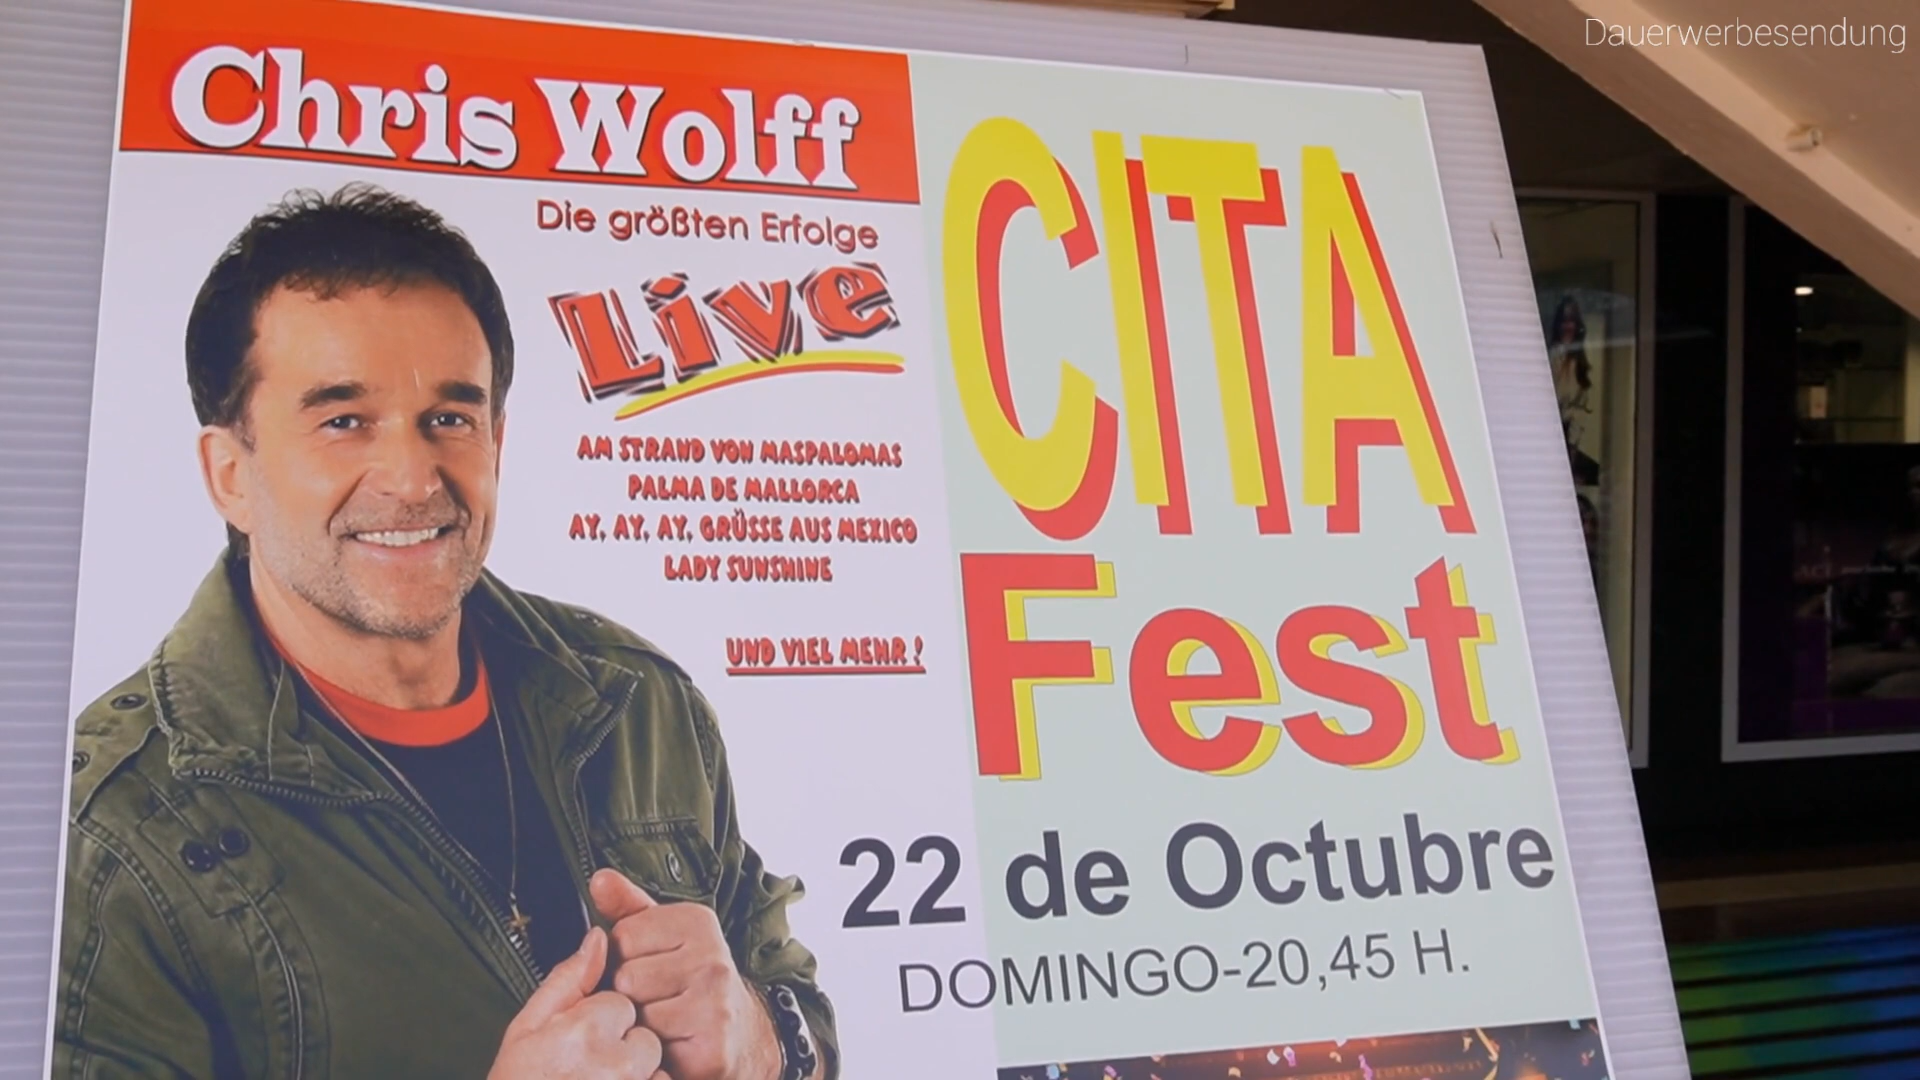 Dauerwerbesendung
Chris Wolff
Die größten Erfolge
Live
AM STRAND VON MASPALOMAS
PALMA DE MALLORCA
AY, AY, AY, GRÜSSE AUS MEXICO
LADY SUNSHINE
UND VIEL MEHR !
CITA
Fest
22 de Octubre
DOMINGO-20,45 H.